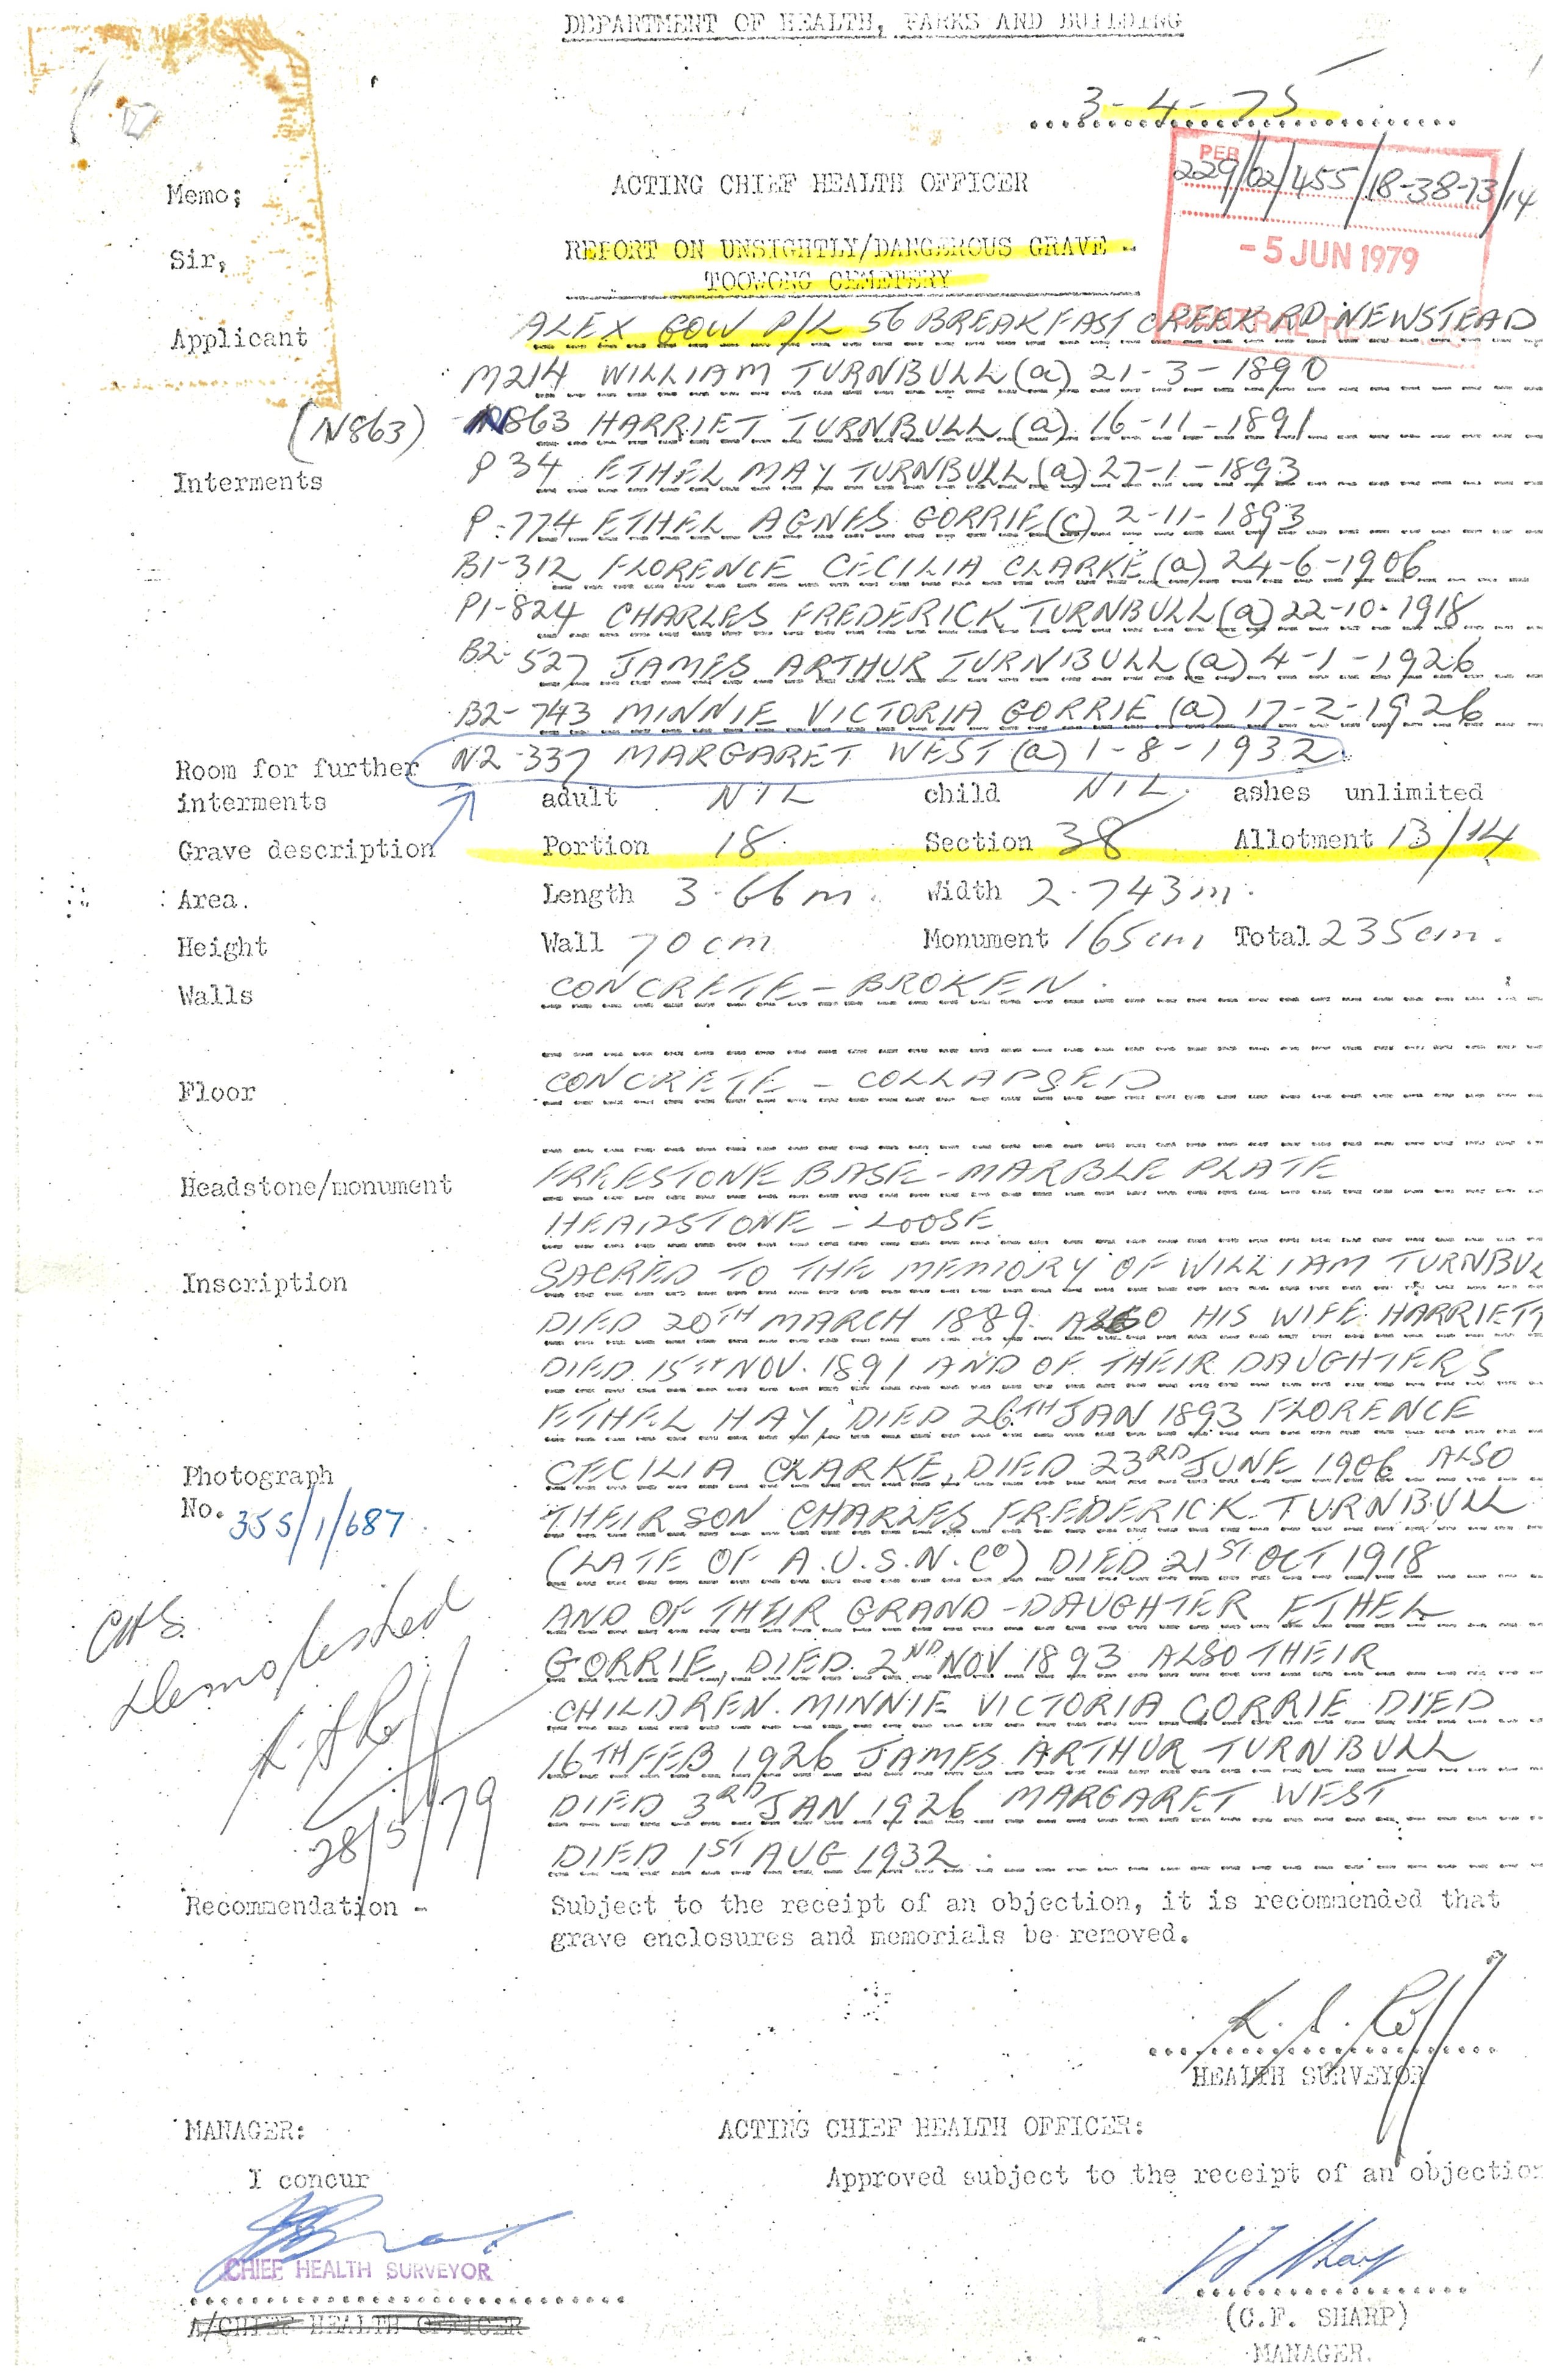 DEPARTMENT OF HEALTH, PARKS AND BUILDING
3-4-75
PER
229/02/455/18-38-13/14
- 5 JUN 1979
CENTRAL
Memo;
ACTING CHIEF HEALTH OFFICER
Sir,
REPORT ON UNSIGHTLY/DANGEROUS GRAVE -
TOOWONG CEMETERY
Applicant ALEX GOW P/L 56 BREAKFAST CREEK RD NEWSTEAD
M214 WILLIAM TURNBULL (a) 21-3-1890
(N863) N863 HARRIET TURNBULL (a) 16-11-1891
Interments P 34 ETHEL MAY TURNBULL (a) 27-1-1893
P.774 ETHEL AGNES GORRIE (c) 2-11-1893
B1-312 FLORENCE CECILIA CLARKE (a) 24-6-1906
P1-824 CHARLES FREDERICK TURNBULL (a) 22-10-1918
B2-527 JAMES ARTHUR TURNBULL (a) 4-1-1926
B2-743 MINNIE VICTORIA GORRIE (a) 17-2-1926
Room for further N2-337 MARGARET WEST (a) 1-8-1932
interments adult NIL child NIL. ashes unlimited
Grave description Portion 18 Section 38 Allotment 13/14
Area. Length 3.66m. Width 2.743m.
Height Wall 70cm Monument 165cm Total 235cm.
Walls CONCRETE - BROKEN.
Floor CONCRETE - COLLAPSED
Headstone/monument FREESTONE BASE - MARBLE PLATE
HEADSTONE - LOOSE
Inscription SACRED TO THE MEMORY OF WILLIAM TURNBUL
DIED 20TH MARCH 1889. ALSO HIS WIFE HARRIETT
DIED 15TH NOV. 1891 AND OF THEIR DAUGHTERS
ETHEL HAY, DIED 26TH JAN 1893 FLORENCE
CECILIA CLARKE, DIED 23RD JUNE 1906 ALSO
Photograph
No. 355/1/687
THEIR SON CHARLES FREDERICK TURNBULL
(LATE OF A.U.S.N. Co) DIED 21ST OCT 1918
AND OF THEIR GRAND-DAUGHTER ETHEL
GORRIE, DIED 2ND NOV 1893 ALSO THEIR
CHILDREN. MINNIE VICTORIA GORRIE DIED
16TH FEB 1926 JAMES ARTHUR TURNBULL
DIED 3RD JAN 1926 MARGARET WEST
DIED 1ST AUG 1932.
CHS
Demolished
28/5/79
Recommendation - Subject to the receipt of an objection, it is recommended that
grave enclosures and memorials be removed.
HEALTH SURVEYOR
MANAGER: ACTING CHIEF HEALTH OFFICER:
I concur Approved subject to the receipt of an objection
CHIEF HEALTH SURVEYOR
A/CHIEF HEALTH OFFICER
(C.F. SHARP)
MANAGER.